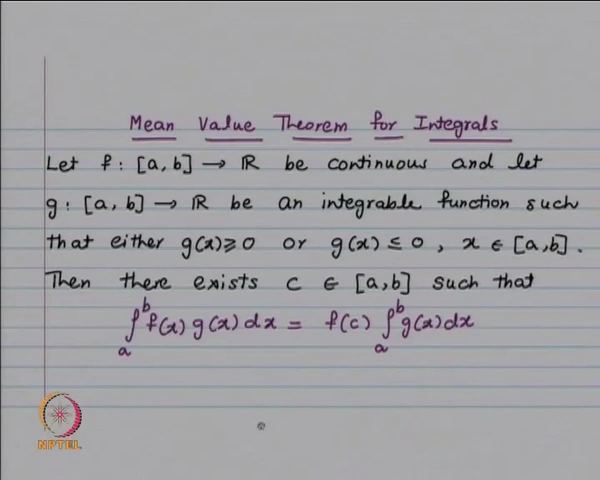 Mean Value Theorem for Integrals
Let f : [a, b] → ℝ be continuous and let
g : [a, b] → ℝ be an integrable function such
that either g(x) ≥ 0 or g(x) ≤ 0, x ∈ [a, b].
Then there exists c ∈ [a, b] such that
∫_a^b f(x) g(x) dx = f(c) ∫_a^b g(x) dx
NPTEL